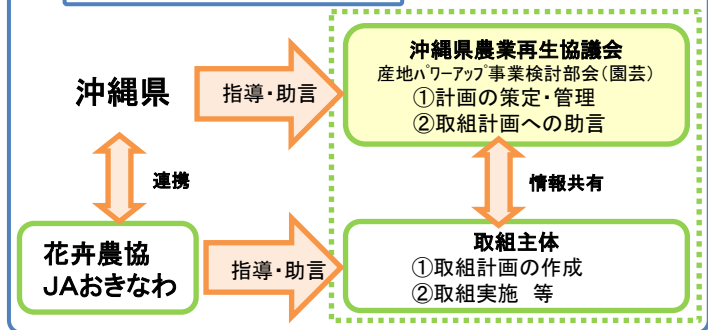 沖縄県農業再生協議会
産地パワーアップ事業検討部会(園芸)
①計画の策定・管理
②取組計画への助言
沖縄県
指導・助言
連携
情報共有
花卉農協
JAおきなわ
指導・助言
取組主体
①取組計画の作成
②取組実施 等